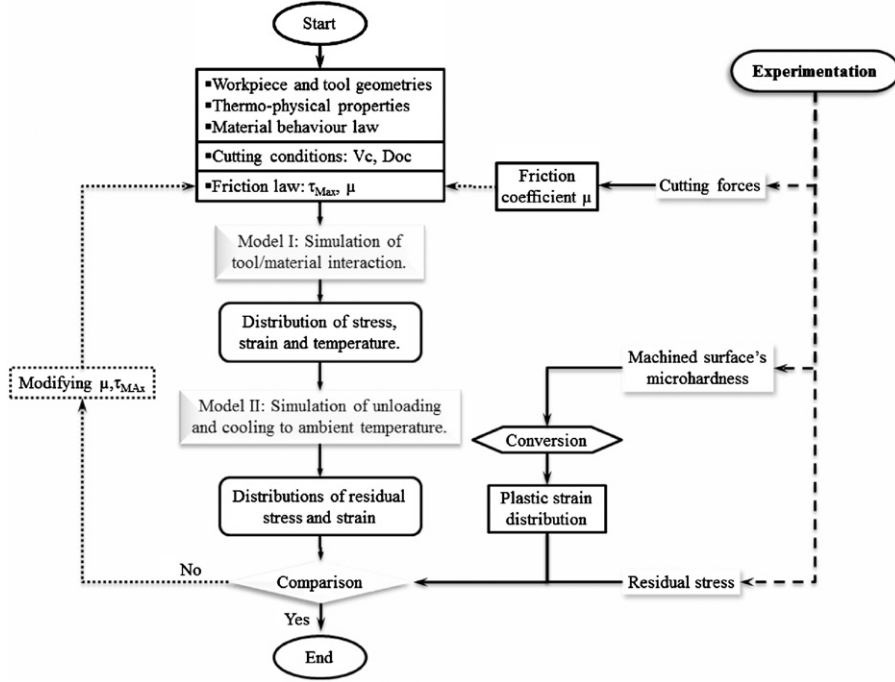 Start
▪Workpiece and tool geometries
▪Thermo-physical properties
▪Material behaviour law
▪Cutting conditions: Vc, Doc
▪Friction law: τMax, μ
Experimentation
Friction
coefficient μ
Cutting forces
Model I: Simulation of
tool/material interaction.
Distribution of stress,
strain and temperature.
Machined surface's
microhardness
Modifying μ,τMAx
Model II: Simulation of unloading
and cooling to ambient temperature.
Conversion
Distributions of residual
stress and strain
Plastic strain
distribution
No
Comparison
Residual stress
Yes
End